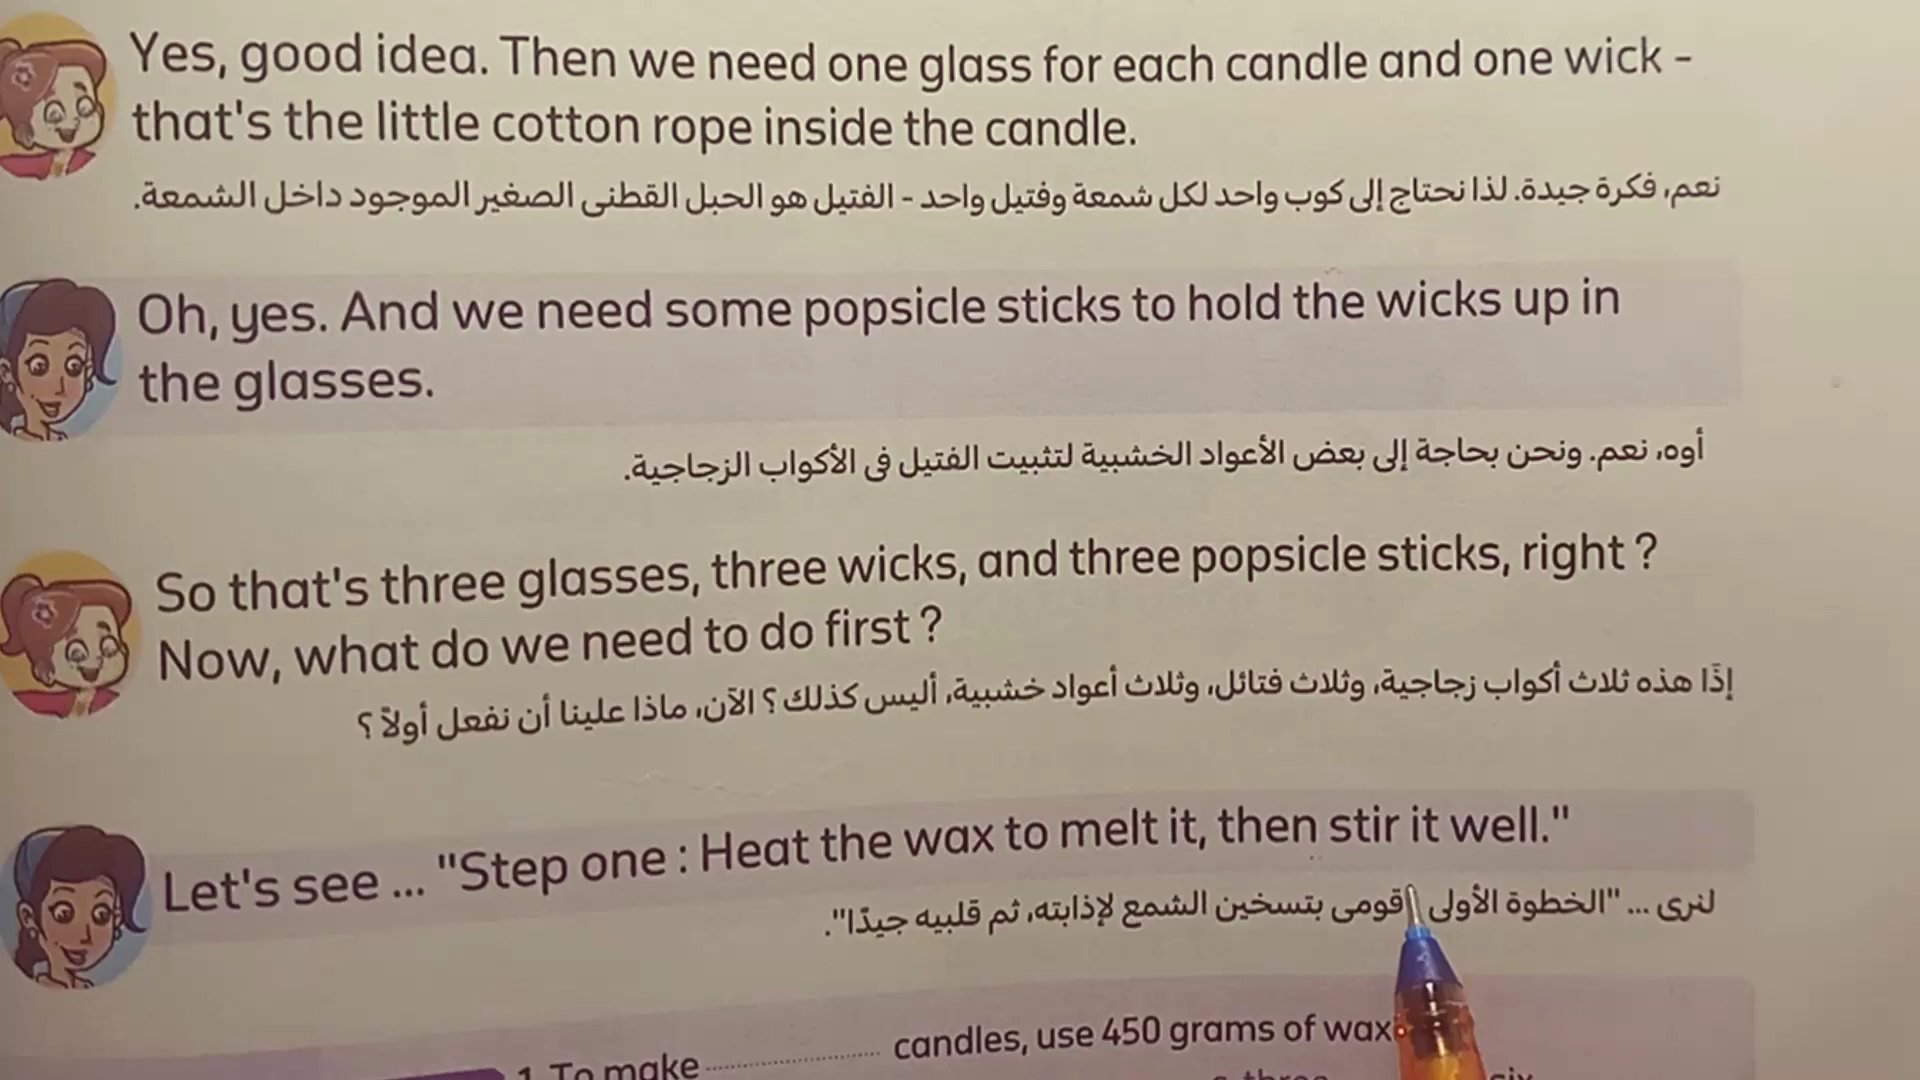 Yes, good idea. Then we need one glass for each candle and one wick -
that's the little cotton rope inside the candle.
نعم، فكرة جيدة. لذا نحتاج إلى كوب واحد لكل شمعة وفتيل واحد - الفتيل هو الحبل القطنى الصغير الموجود داخل الشمعة.
Oh, yes. And we need some popsicle sticks to hold the wicks up in
the glasses.
أوه، نعم. ونحن بحاجة إلى بعض الأعواد الخشبية لتثبيت الفتيل فى الأكواب الزجاجية.
So that's three glasses, three wicks, and three popsicle sticks, right ?
Now, what do we need to do first ?
إذًا هذه ثلاث أكواب زجاجية، وثلاث فتائل، وثلاث أعواد خشبية، أليس كذلك ؟ الآن، ماذا علينا أن نفعل أولاً ؟
Let's see ... "Step one : Heat the wax to melt it, then stir it well."
لنرى ... "الخطوة الأولى قومى بتسخين الشمع لإذابته، ثم قلبيه جيدًا".
1. To make .................... candles, use 450 grams of wax
three six